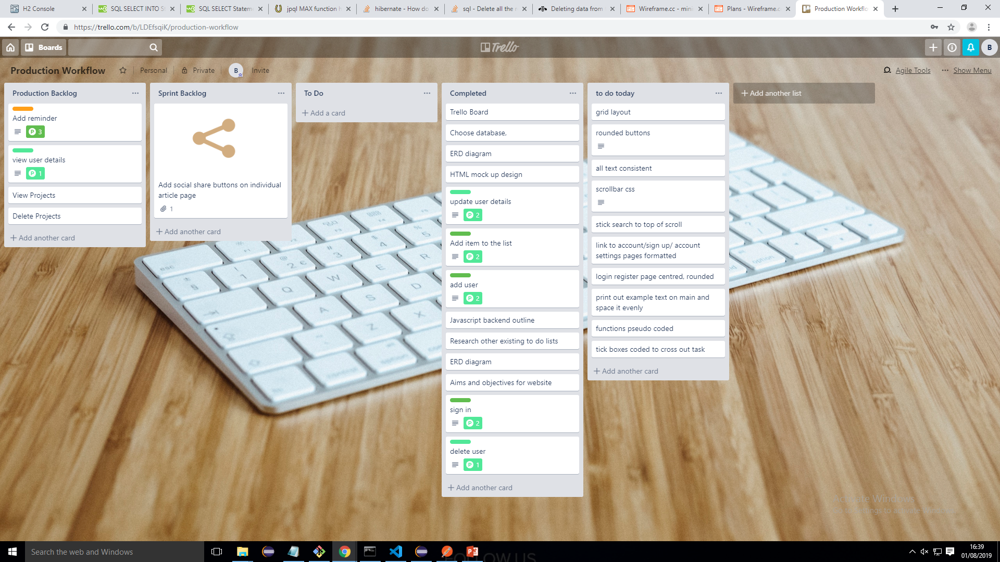 H2 Console
SQL SELECT INTO S
SQL SELECT Statem
jpql MAX function h
hibernate - How do
sql - Delete all the r
Deleting data from
Wireframe.cc - mini
Plans - Wireframe.c
Production Workflo
https://trello.com/b/LDEfsqiK/production-workflow
Boards
Trello
B
Production Workflow
Personal
Private
B
Invite
Agile Tools
Show Menu
Production Backlog
Add reminder
P 3
view user details
P 1
View Projects
Delete Projects
Add another card
Sprint Backlog
Add social share buttons on individual
article page
1
Add another card
To Do
Add a card
Completed
Trello Board
Choose database,
ERD diagram
HTML mock up design
update user details
P 2
Add item to the list
P 2
add user
P 2
Javascript backend outline
Research other existing to do lists
ERD diagram
Aims and objectives for website
sign in
P 2
delete user
P 1
Add another card
to do today
grid layout
rounded buttons
all text consistent
scrollbar css
stick search to top of scroll
link to account/sign up/ account
settings pages formatted
login register page centred, rounded
print out example text on main and
space it evenly
functions pseudo coded
tick boxes coded to cross out task
Add another card
Add another list
Activate Windows
Go to Settings to activate Windows.
Search the web and Windows
FOLLOW US
16:39
01/08/2019